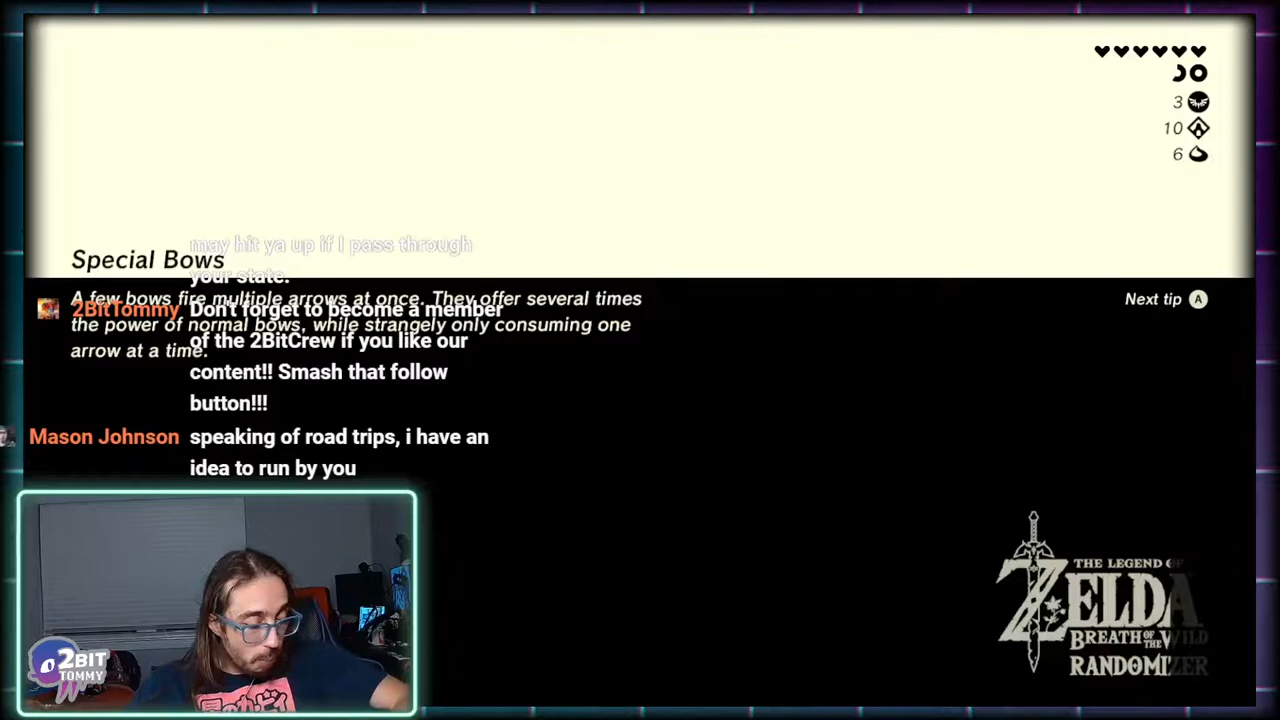 3
10
6
may hit ya up if I pass through
your state.
Special Bows
A few bows fire multiple arrows at once. They offer several times
the power of normal bows, while strangely only consuming one
arrow at a time.
Next tip A
2BitTommy Don't forget to become a member
of the 2BitCrew if you like our
content!! Smash that follow
button!!!
Mason Johnson speaking of road trips, i have an
idea to run by you
2BIT
TOMMY
THE LEGEND OF
ZELDA
BREATH OF THE WILD
RANDOMIZER